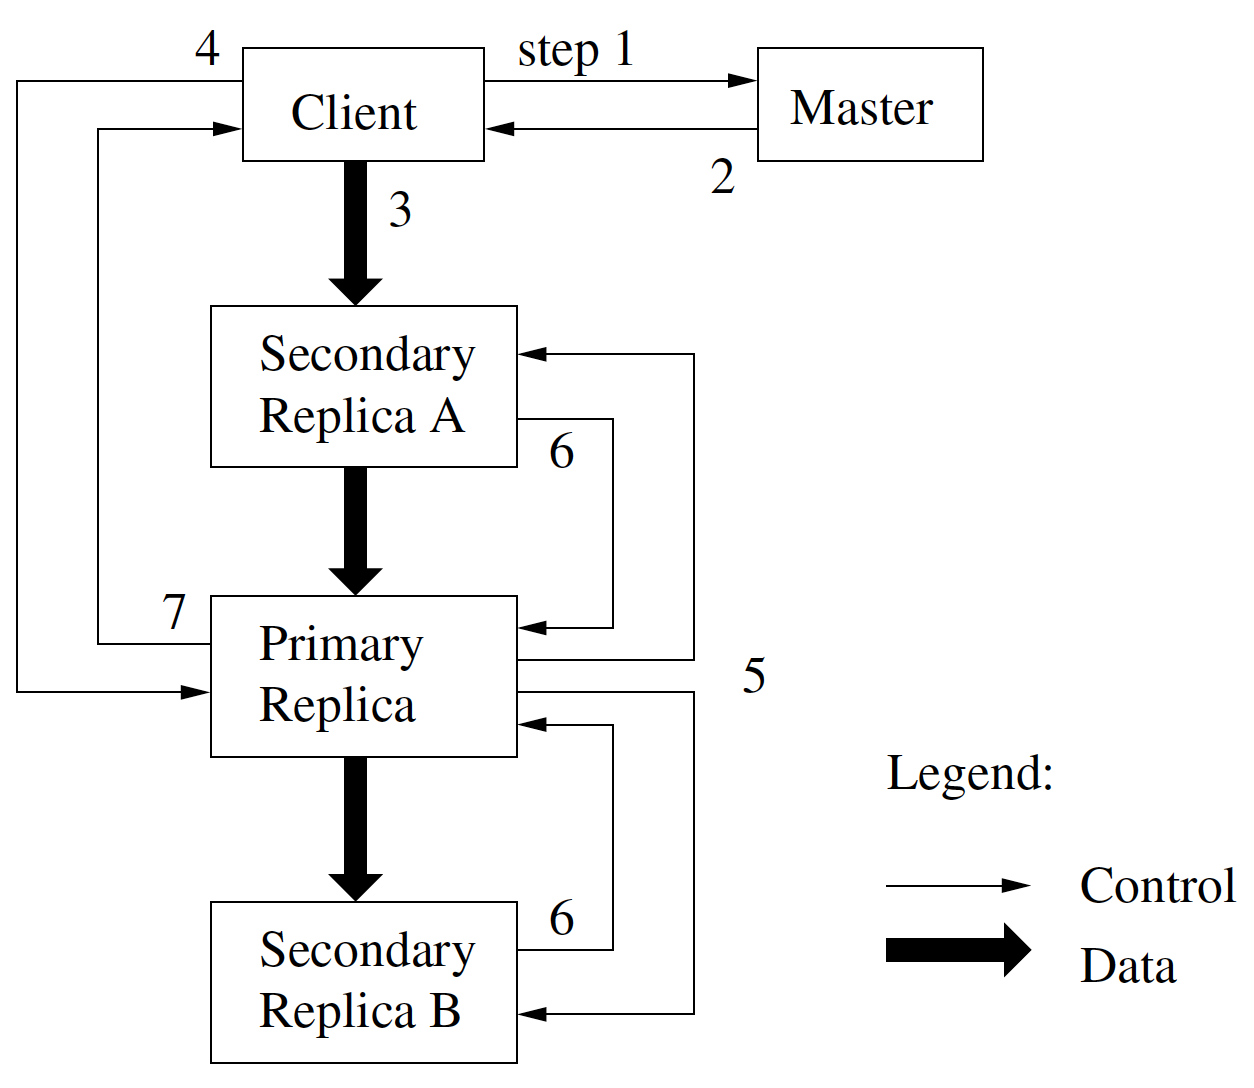 4
step 1
Client
Master
2
3
Secondary
Replica A
6
7
Primary
Replica
5
Legend:
Control
Data
6
Secondary
Replica B